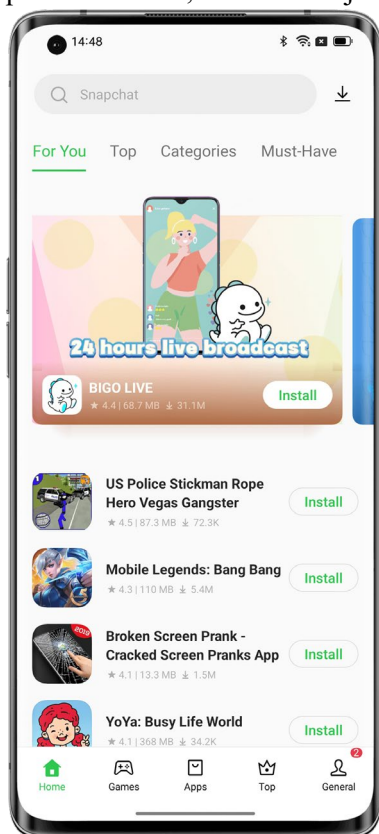 14:48
Snapchat
For You Top Categories Must-Have
24 hours live broadcast
BIGO LIVE
4.4 | 68.7 MB 31.1M
Install
US Police Stickman Rope
Hero Vegas Gangster
4.5 | 87.3 MB 72.3K
Install
Mobile Legends: Bang Bang
4.3 | 110 MB 5.4M
Install
2019
Broken Screen Prank -
Cracked Screen Pranks App
4.1 | 13.3 MB 1.5M
Install
YoYa: Busy Life World
4.1 | 368 MB 34.2K
Install
2
Home Games Apps Top General